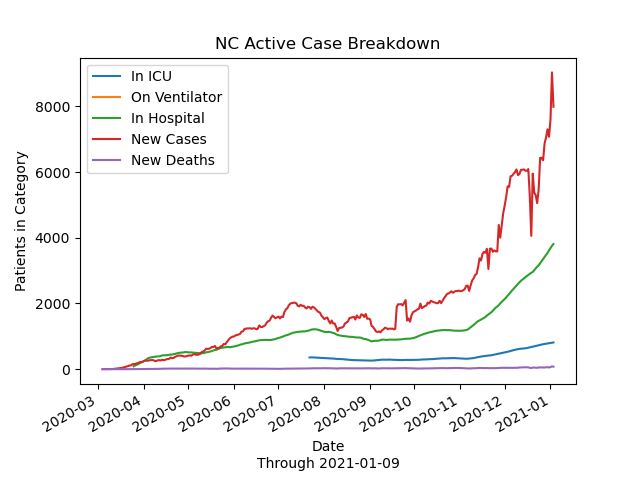 NC Active Case Breakdown
In ICU
On Ventilator
In Hospital
New Cases
New Deaths
Patients in Category
8000
6000
4000
2000
0
2020-03
2020-04
2020-05
2020-06
2020-07
2020-08
2020-09
2020-10
2020-11
2020-12
2021-01
Date
Through 2021-01-09